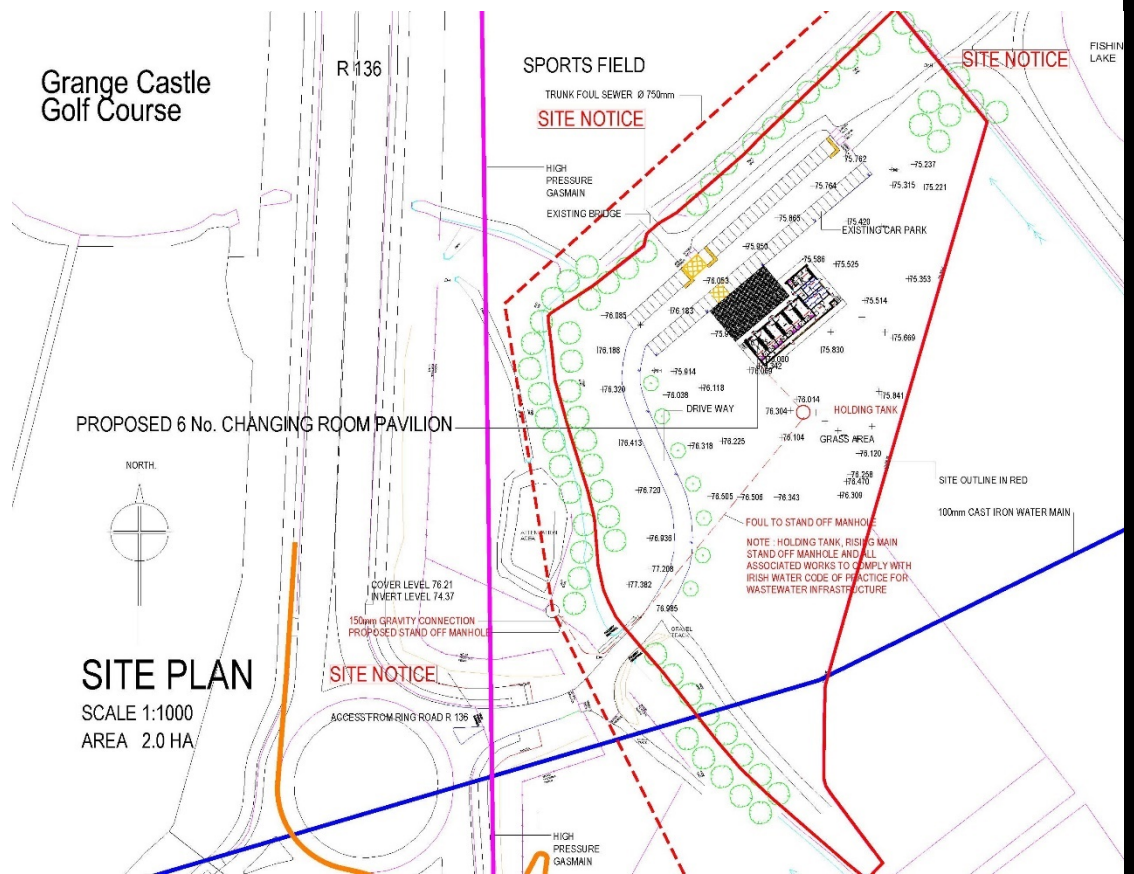 Grange Castle
Golf Course
R 136
SPORTS FIELD
TRUNK FOUL SEWER Ø 750mm
SITE NOTICE
SITE NOTICE
FISHIN
LAKE
HIGH
PRESSURE
GASMAIN
EXISTING BRIDGE
75.762
75.237
75.764
75.315
75.221
75.865
75.420
EXISTING CAR PARK
75.950
75.586
75.525
76.053
75.353
75.514
76.085
76.183
75.669
76.188
75.830
75.914
76.320
76.118
76.038
76.014
75.941
76.304
HOLDING TANK
DRIVE WAY
PROPOSED 6 No. CHANGING ROOM PAVILION
76.413
76.318
76.225
76.104
GRASS AREA
76.120
76.258
76.470
76.309
NORTH.
76.720
76.505
76.506
76.343
SITE OUTLINE IN RED
100mm CAST IRON WATER MAIN
FOUL TO STAND OFF MANHOLE
76.936
NOTE : HOLDING TANK, RISING MAIN
STAND OFF MANHOLE AND ALL
ASSOCIATED WORKS TO COMPLY WITH
IRISH WATER CODE OF PRACTICE FOR
WASTEWATER INFRASTRUCTURE
77.208
77.382
COVER LEVEL 76.21
INVERT LEVEL 74.37
76.985
150mm GRAVITY CONNECTION
PROPOSED STAND OFF MANHOLE
GRAVEL
TRACK
SITE PLAN
SCALE 1:1000
AREA 2.0 HA
SITE NOTICE
ACCESS FROM RING ROAD R 136
HIGH
PRESSURE
GASMAIN